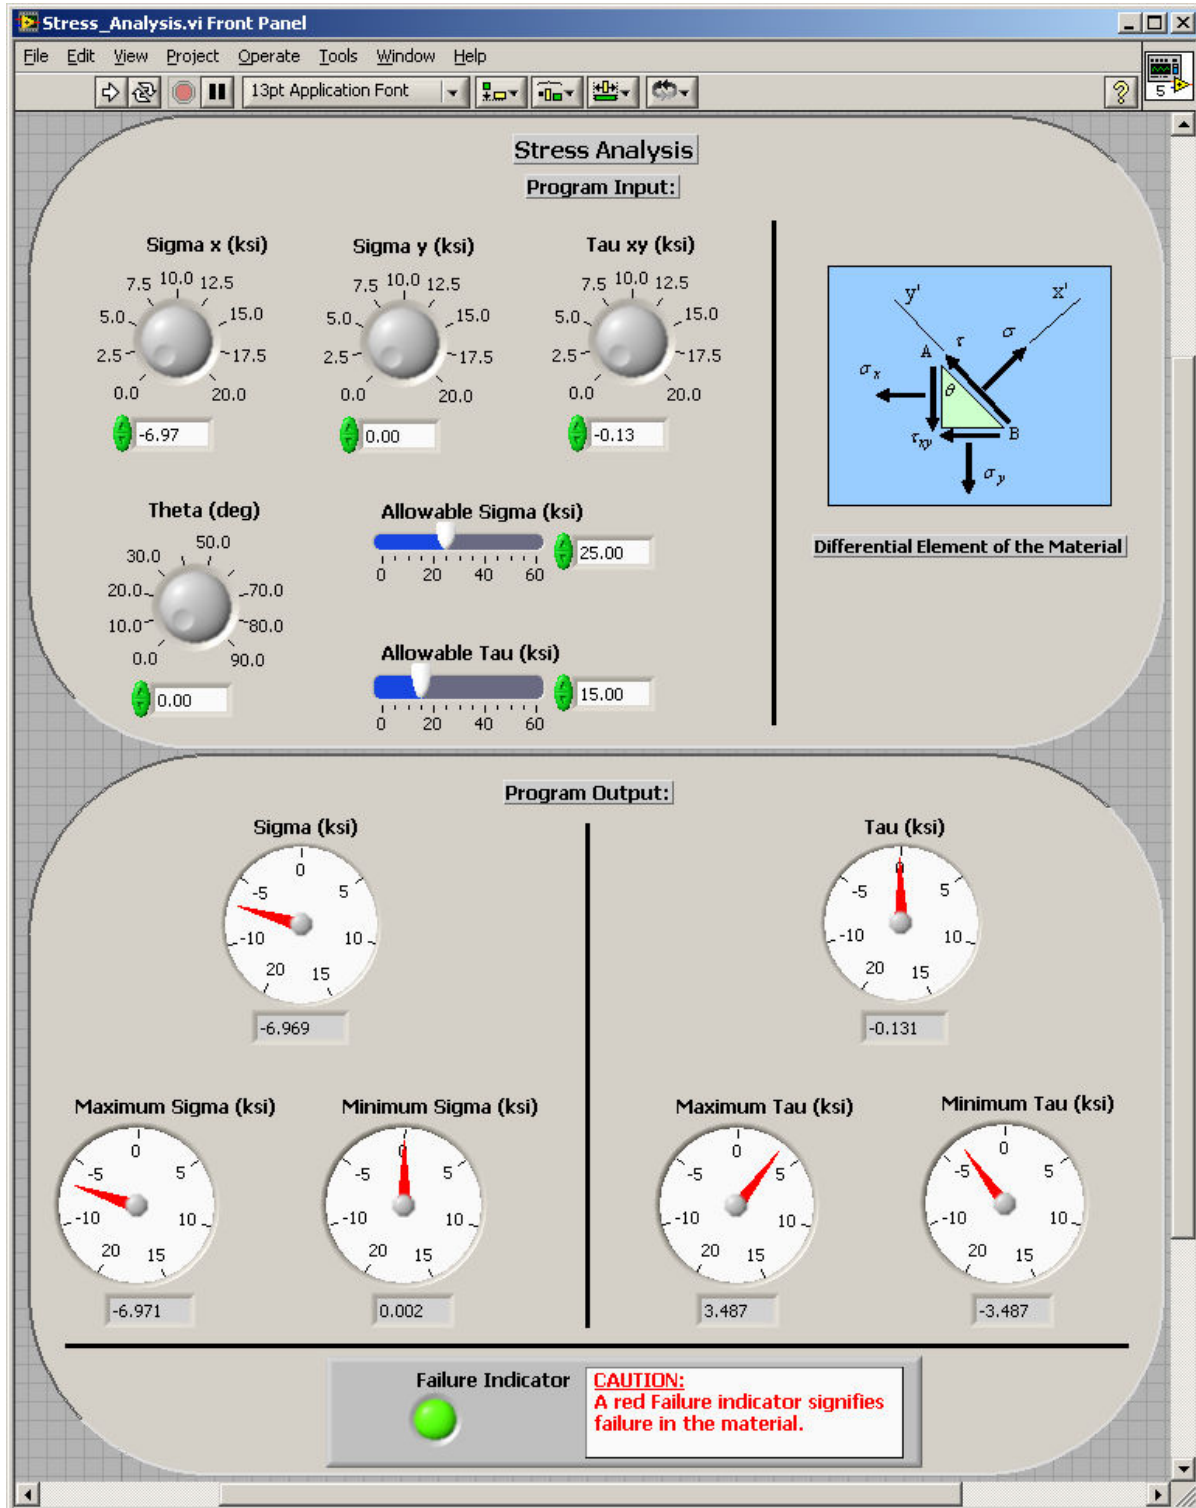 Stress_Analysis.vi Front Panel
File Edit View Project Operate Tools Window Help
13pt Application Font
?
5
Stress Analysis
Program Input:
Sigma x (ksi)
0.0 2.5 5.0 7.5 10.0 12.5 15.0 17.5 20.0
-6.97
Sigma y (ksi)
0.0 2.5 5.0 7.5 10.0 12.5 15.0 17.5 20.0
0.00
Tau xy (ksi)
0.0 2.5 5.0 7.5 10.0 12.5 15.0 17.5 20.0
-0.13
y' x'
A τ σ
σx θ
τxy B
σy
Differential Element of the Material
Theta (deg)
0.0 10.0 20.0 30.0 50.0 70.0 80.0 90.0
0.00
Allowable Sigma (ksi)
25.00
0 20 40 60
Allowable Tau (ksi)
15.00
0 20 40 60
Program Output:
Sigma (ksi)
-10 -5 0 5 10 15 20
-6.969
Tau (ksi)
-10 -5 0 5 10 15 20
-0.131
Maximum Sigma (ksi)
-10 -5 0 5 10 15 20
-6.971
Minimum Sigma (ksi)
-10 -5 0 5 10 15 20
0.002
Maximum Tau (ksi)
-10 -5 0 5 10 15 20
3.487
Minimum Tau (ksi)
-10 -5 0 5 10 15 20
-3.487
Failure Indicator
CAUTION:
A red Failure indicator signifies
failure in the material.